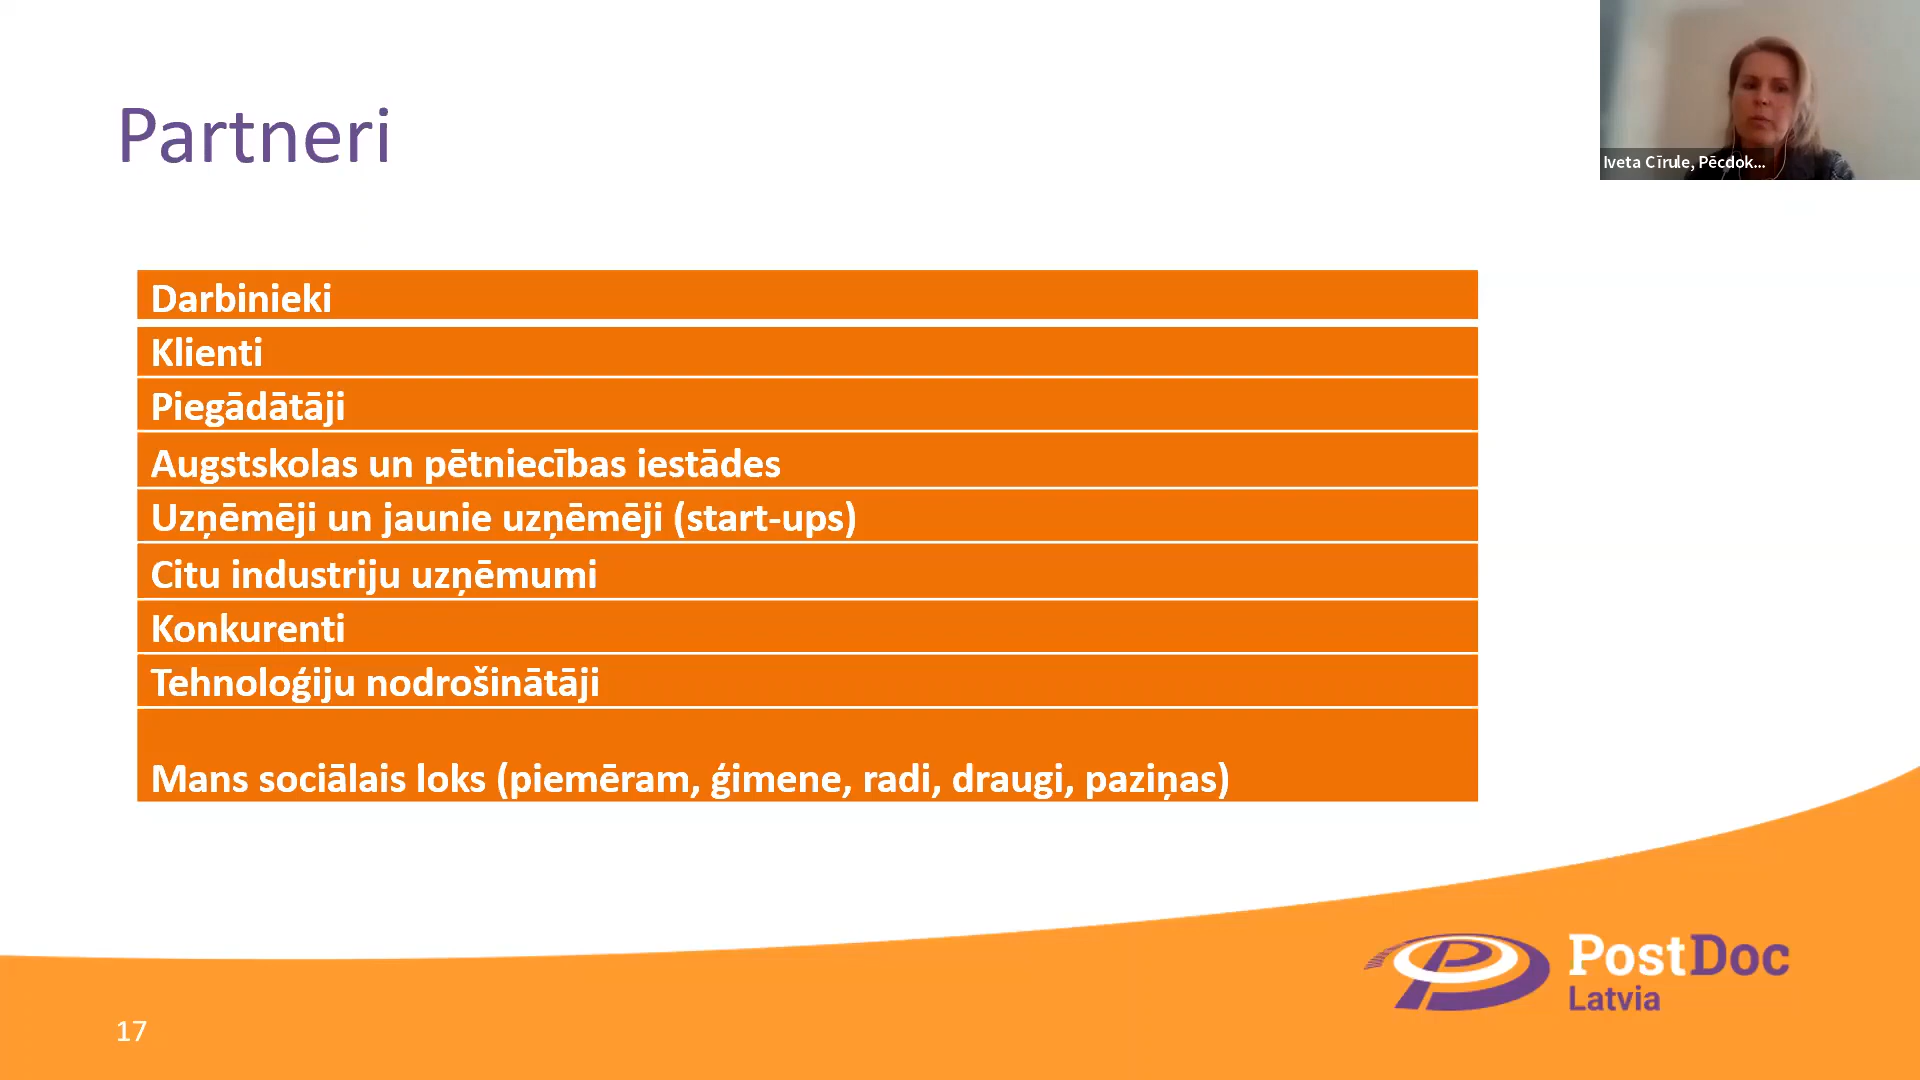 Partneri
Iveta Cīrule, Pēcdok...
Darbinieki
Klienti
Piegādātāji
Augstskolas un pētniecības iestādes
Uzņēmēji un jaunie uzņēmēji (start-ups)
Citu industriju uzņēmumi
Konkurenti
Tehnoloģiju nodrošinātāji
Mans sociālais loks (piemēram, ģimene, radi, draugi, paziņas)
PostDoc
Latvia
17